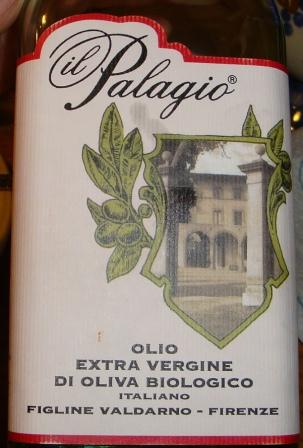 il Palagio®
OLIO
EXTRA VERGINE
DI OLIVA BIOLOGICO
ITALIANO
FIGLINE VALDARNO - FIRENZE